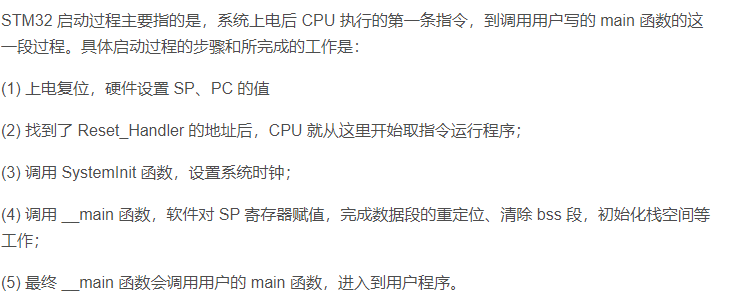 STM32 启动过程主要指的是，系统上电后 CPU 执行的第一条指令，到调用用户写的 main 函数的这
一段过程。具体启动过程的步骤和所完成的工作是：
(1) 上电复位，硬件设置 SP、PC 的值
(2) 找到了 Reset_Handler 的地址后，CPU 就从这里开始取指令运行程序；
(3) 调用 SystemInit 函数，设置系统时钟；
(4) 调用 __main 函数，软件对 SP 寄存器赋值，完成数据段的重定位、清除 bss 段，初始化栈空间等
工作；
(5) 最终 __main 函数会调用用户的 main 函数，进入到用户程序。